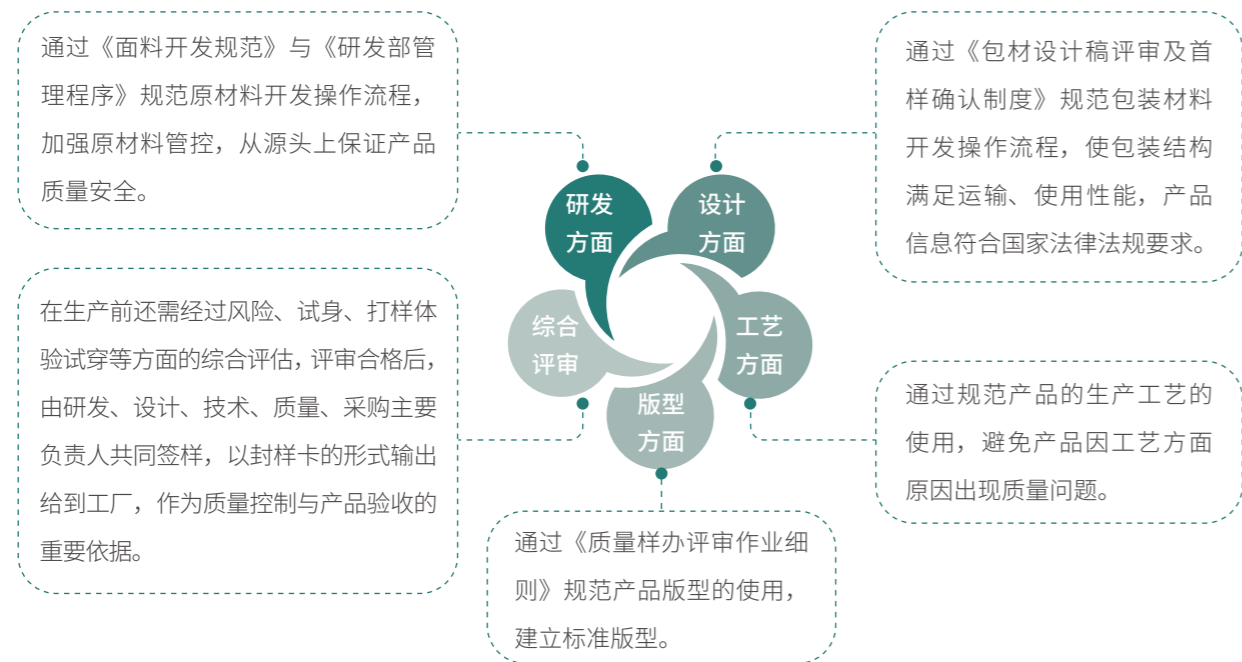 通过《面料开发规范》与《研发部管
理程序》规范原材料开发操作流程，
加强原材料管控，从源头上保证产品
质量安全。
通过《包材设计稿评审及首
样确认制度》规范包装材料
开发操作流程，使包装结构
满足运输、使用性能，产品
信息符合国家法律法规要求。
研发
方面
设计
方面
综合
评审
工艺
方面
版型
方面
在生产前还需经过风险、试身、打样体
验试穿等方面的综合评估，评审合格后，
由研发、设计、技术、质量、采购主要
负责人共同签样，以封样卡的形式输出
给到工厂，作为质量控制与产品验收的
重要依据。
通过规范产品的生产工艺的
使用，避免产品因工艺方面
原因出现质量问题。
通过《质量样办评审作业细
则》规范产品版型的使用，
建立标准版型。